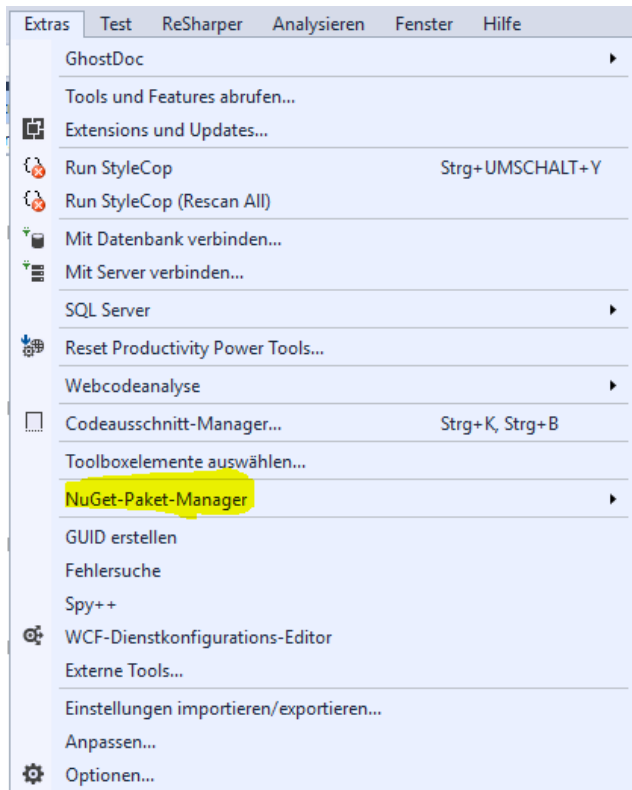 Extras Test ReSharper Analysieren Fenster Hilfe
GhostDoc
Tools und Features abrufen...
Extensions und Updates...
Run StyleCop Strg+UMSCHALT+Y
Run StyleCop (Rescan All)
Mit Datenbank verbinden...
Mit Server verbinden...
SQL Server
Reset Productivity Power Tools...
Webcodeanalyse
Codeausschnitt-Manager... Strg+K, Strg+B
Toolboxelemente auswählen...
NuGet-Paket-Manager
GUID erstellen
Fehlersuche
Spy++
WCF-Dienstkonfigurations-Editor
Externe Tools...
Einstellungen importieren/exportieren...
Anpassen...
Optionen...